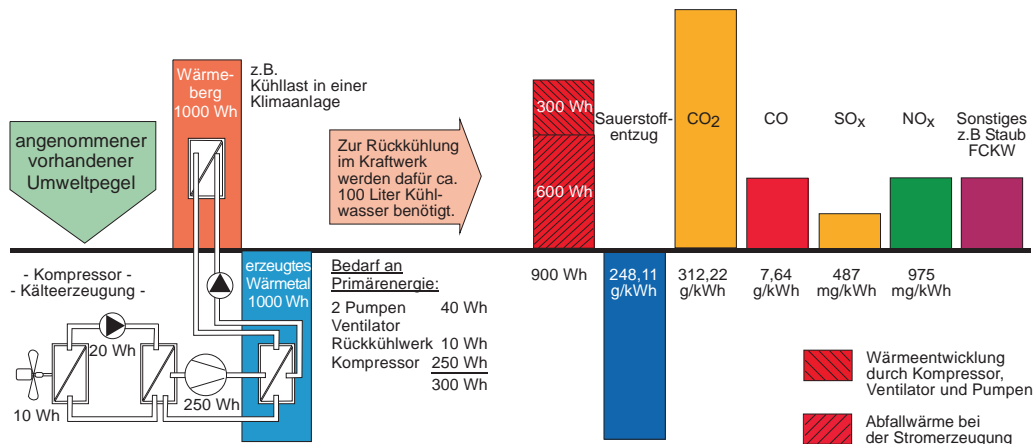 angenommener
vorhandener
Umweltpegel
Wärme-
berg
1000 Wh
z.B.
Kühllast in einer
Klimaanlage
Zur Rückkühlung
im Kraftwerk
werden dafür ca.
100 Liter Kühl-
wasser benötigt.
300 Wh
600 Wh
Sauerstoff-
entzug
CO2
CO
SOx
NOx
Sonstiges
z.B Staub
FCKW
- Kompressor -
- Kälteerzeugung -
20 Wh
10 Wh
250 Wh
erzeugtes
Wärmetal
1000 Wh
Bedarf an
Primärenergie:
2 Pumpen 40 Wh
Ventilator
Rückkühlwerk 10 Wh
Kompressor 250 Wh
300 Wh
900 Wh
248,11
g/kWh
312,22
g/kWh
7,64
g/kWh
487
mg/kWh
975
mg/kWh
Wärmeentwicklung
durch Kompressor,
Ventilator und Pumpen
Abfallwärme bei
der Stromerzeugung